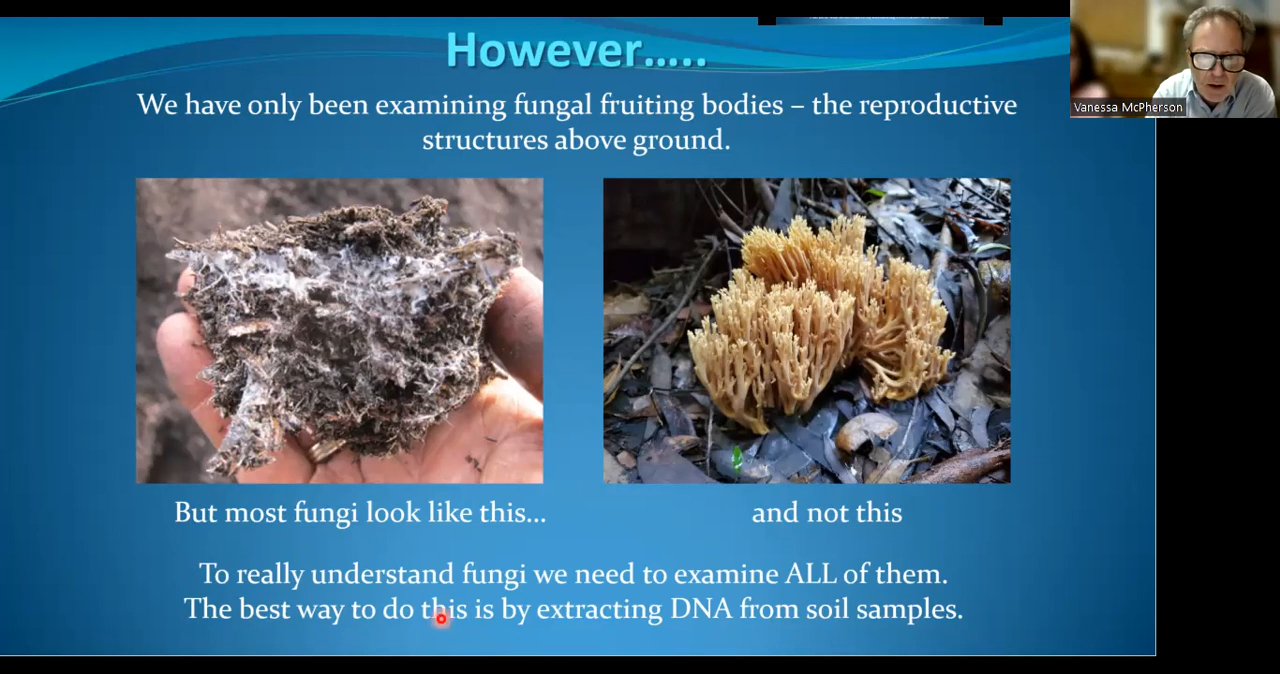 However…..
We have only been examining fungal fruiting bodies – the reproductive
structures above ground.
Vanessa McPherson
But most fungi look like this…
and not this
To really understand fungi we need to examine ALL of them.
The best way to do this is by extracting DNA from soil samples.